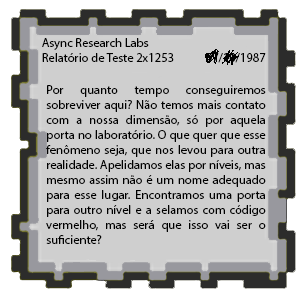 Async Research Labs
Relatório de Teste 2x1253
/1987
Por quanto tempo conseguiremos
sobreviver aqui? Não temos mais contato
com a nossa dimensão, só por aquela
porta no laboratório. O que quer que esse
fenômeno seja, que nos levou para outra
realidade. Apelidamos elas por níveis, mas
mesmo assim não é um nome adequado
para esse lugar. Encontramos uma porta
para outro nível e a selamos com código
vermelho, mas será que isso vai ser o
suficiente?